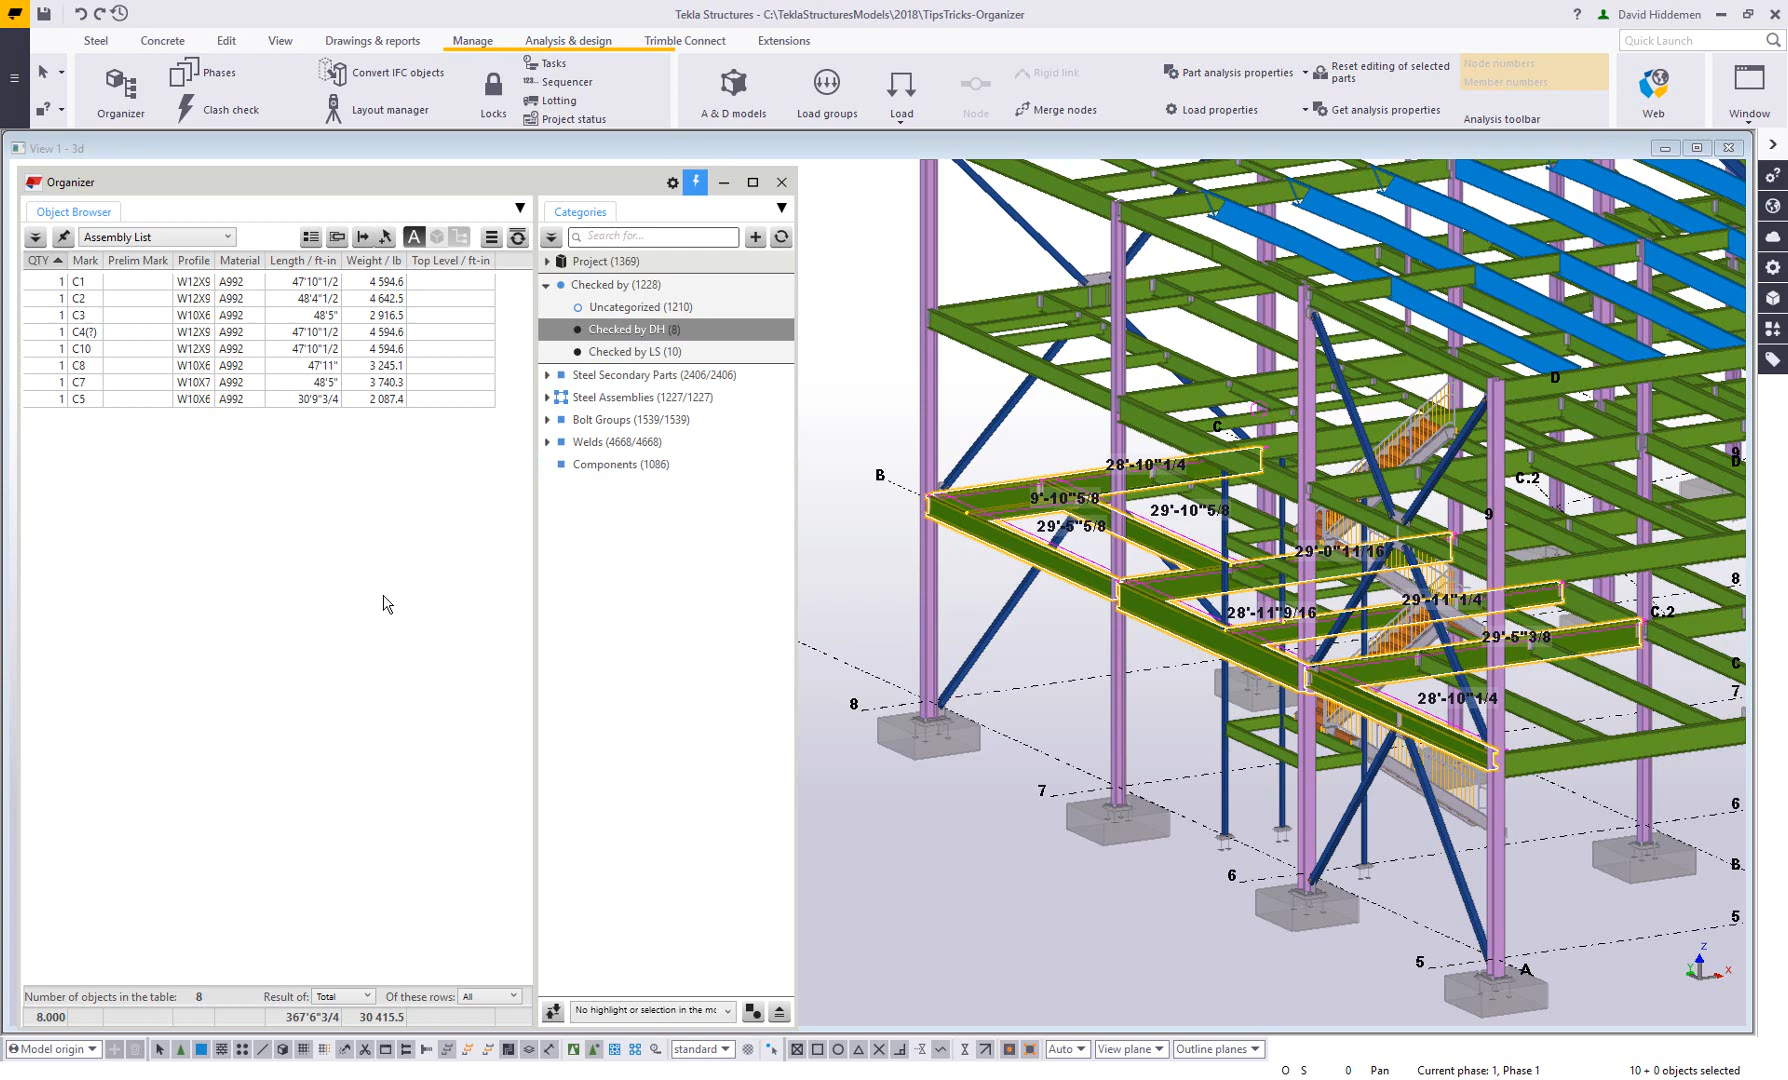 Tekla Structures - C:\TeklaStructuresModels\2018\TipsTricks-Organizer
? David Hiddemen
Steel Concrete Edit View Drawings & reports Manage Analysis & design Trimble Connect Extensions
Quick Launch
Organizer
Phases
Clash check
Convert IFC objects
Layout manager
Locks
Tasks
123... Sequencer
Lotting
Project status
A & D models
Load groups
Load
Node
Rigid link
Merge nodes
Part analysis properties
Load properties
Reset editing of selected
parts
Get analysis properties
Node numbers
Member numbers
Analysis toolbar
Web
Window
View 1 - 3d
Organizer
Object Browser
Assembly List
A
QTY Mark Prelim Mark Profile Material Length / ft-in Weight / lb Top Level / ft-in
1 C1 W12X9 A992 47'10"1/2 4 594.6
1 C2 W12X9 A992 48'4"1/2 4 642.5
1 C3 W10X6 A992 48'5" 2 916.5
1 C4(?) W12X9 A992 47'10"1/2 4 594.6
1 C10 W12X9 A992 47'10"1/2 4 594.6
1 C8 W10X6 A992 47'11" 3 245.1
1 C7 W10X7 A992 48'5" 3 740.3
1 C5 W10X6 A992 30'9"3/4 2 087.4
Number of objects in the table: 8 Result of: Total Of these rows: All
8.000 367'6"3/4 30 415.5
Categories
Search for...
Project (1369)
Checked by (1228)
Uncategorized (1210)
Checked by DH (8)
Checked by LS (10)
Steel Secondary Parts (2406/2406)
Steel Assemblies (1227/1227)
Bolt Groups (1539/1539)
Welds (4668/4668)
Components (1086)
No highlight or selection in the mc
D
C
9
D
B
28'-10"1/4
C.2
9'-10"5/8
29'-10"5/8
9
29'-5"5/8
29'-0"11/16
8
29'-11"1/4
28'-11"9/16
C.2
29'-5"3/8
C
7
28'-10"1/4
8
7
6
B
6
5
5
A
Z
Y
X
Model origin
standard
Auto
View plane
Outline planes
O S 0 Pan Current phase: 1, Phase 1 10 + 0 objects selected